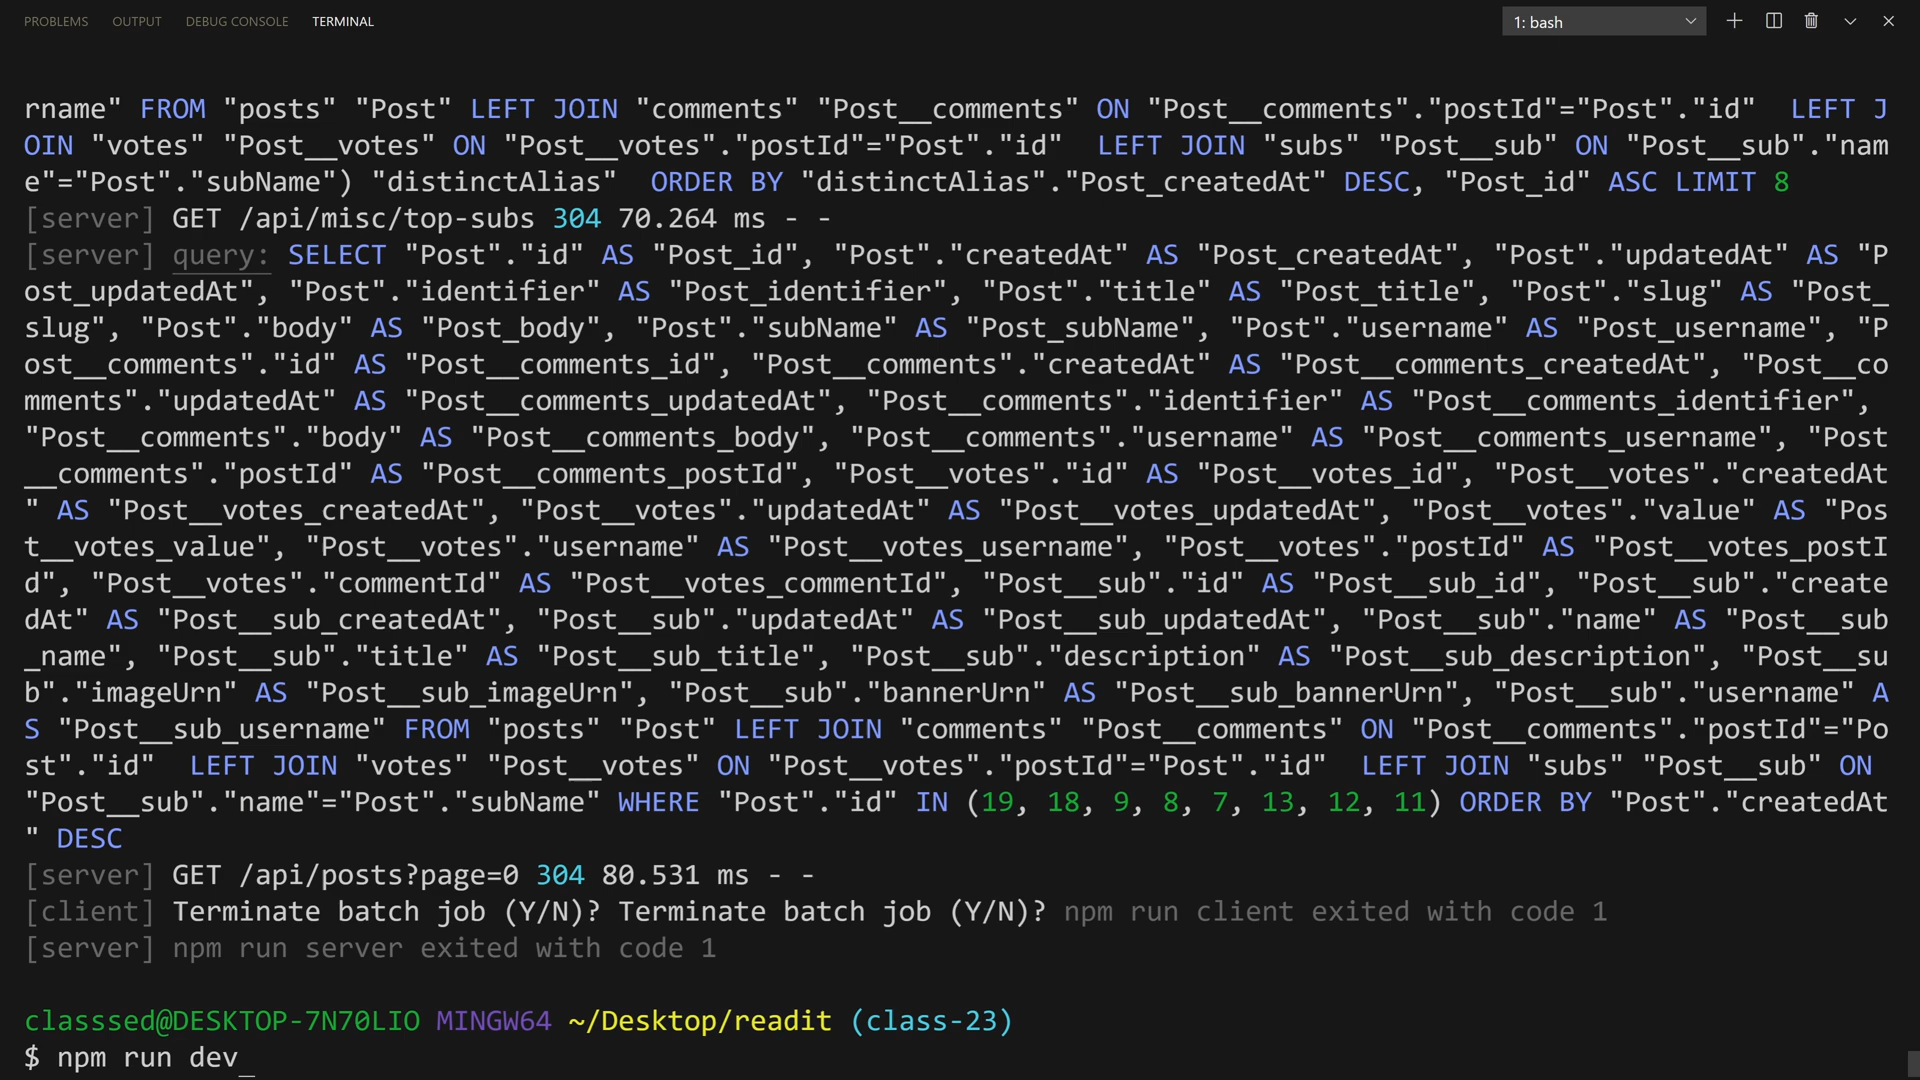 PROBLEMS OUTPUT DEBUG CONSOLE TERMINAL 1: bash
rname" FROM "posts" "Post" LEFT JOIN "comments" "Post__comments" ON "Post__comments"."postId"="Post"."id"  LEFT J
OIN "votes" "Post__votes" ON "Post__votes"."postId"="Post"."id"  LEFT JOIN "subs" "Post__sub" ON "Post__sub"."nam
e"="Post"."subName") "distinctAlias"  ORDER BY "distinctAlias"."Post_createdAt" DESC, "Post_id" ASC LIMIT 8
[server] GET /api/misc/top-subs 304 70.264 ms - -
[server] query: SELECT "Post"."id" AS "Post_id", "Post"."createdAt" AS "Post_createdAt", "Post"."updatedAt" AS "P
ost_updatedAt", "Post"."identifier" AS "Post_identifier", "Post"."title" AS "Post_title", "Post"."slug" AS "Post_
slug", "Post"."body" AS "Post_body", "Post"."subName" AS "Post_subName", "Post"."username" AS "Post_username", "P
ost__comments"."id" AS "Post__comments_id", "Post__comments"."createdAt" AS "Post__comments_createdAt", "Post__co
mments"."updatedAt" AS "Post__comments_updatedAt", "Post__comments"."identifier" AS "Post__comments_identifier",
"Post__comments"."body" AS "Post__comments_body", "Post__comments"."username" AS "Post__comments_username", "Post
__comments"."postId" AS "Post__comments_postId", "Post__votes"."id" AS "Post__votes_id", "Post__votes"."createdAt
" AS "Post__votes_createdAt", "Post__votes"."updatedAt" AS "Post__votes_updatedAt", "Post__votes"."value" AS "Pos
t__votes_value", "Post__votes"."username" AS "Post__votes_username", "Post__votes"."postId" AS "Post__votes_postI
d", "Post__votes"."commentId" AS "Post__votes_commentId", "Post__sub"."id" AS "Post__sub_id", "Post__sub"."create
dAt" AS "Post__sub_createdAt", "Post__sub"."updatedAt" AS "Post__sub_updatedAt", "Post__sub"."name" AS "Post__sub
_name", "Post__sub"."title" AS "Post__sub_title", "Post__sub"."description" AS "Post__sub_description", "Post__su
b"."imageUrn" AS "Post__sub_imageUrn", "Post__sub"."bannerUrn" AS "Post__sub_bannerUrn", "Post__sub"."username" A
S "Post__sub_username" FROM "posts" "Post" LEFT JOIN "comments" "Post__comments" ON "Post__comments"."postId"="Po
st"."id"  LEFT JOIN "votes" "Post__votes" ON "Post__votes"."postId"="Post"."id"  LEFT JOIN "subs" "Post__sub" ON
"Post__sub"."name"="Post"."subName" WHERE "Post"."id" IN (19, 18, 9, 8, 7, 13, 12, 11) ORDER BY "Post"."createdAt
" DESC
[server] GET /api/posts?page=0 304 80.531 ms - -
[client] Terminate batch job (Y/N)? Terminate batch job (Y/N)? npm run client exited with code 1
[server] npm run server exited with code 1
classsed@DESKTOP-7N70LIO MINGW64 ~/Desktop/readit (class-23)
$ npm run dev_